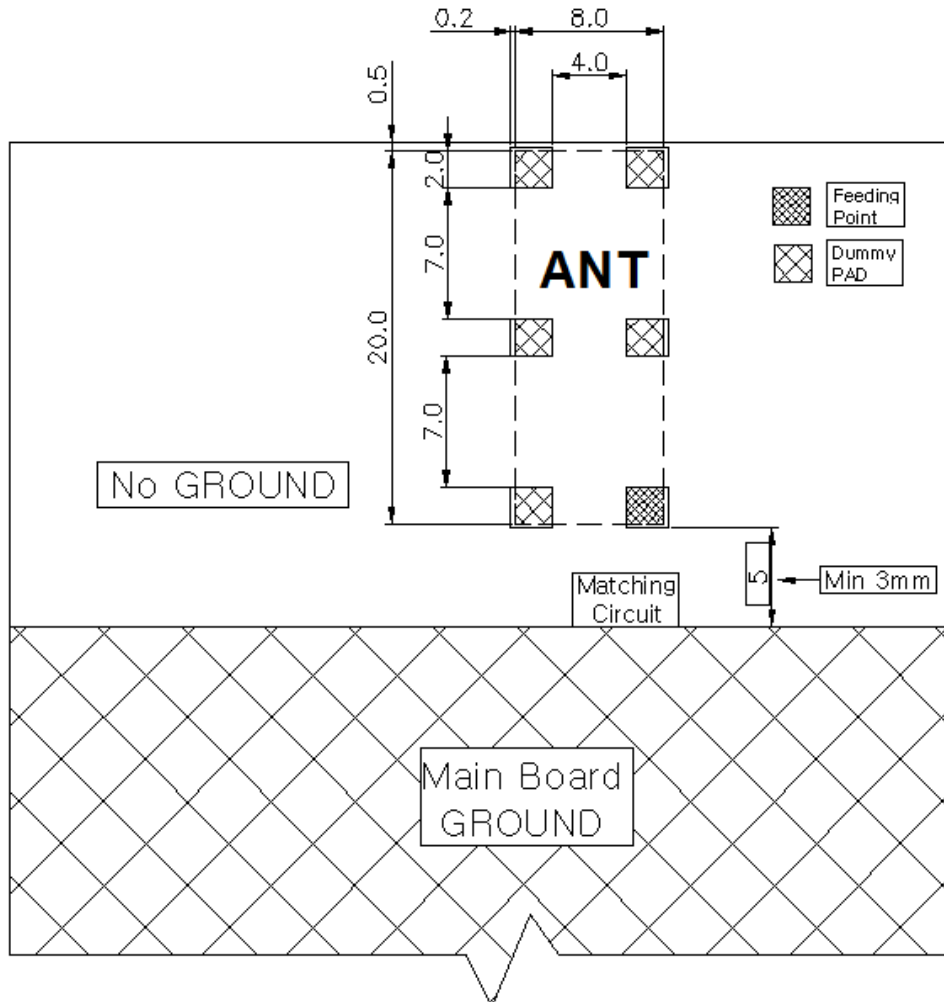 0.2
8.0
4.0
0.5
2.0
7.0
20.0
7.0
ANT
Feeding
Point
Dummy
PAD
No GROUND
5
Min 3mm
Matching
Circuit
Main Board
GROUND